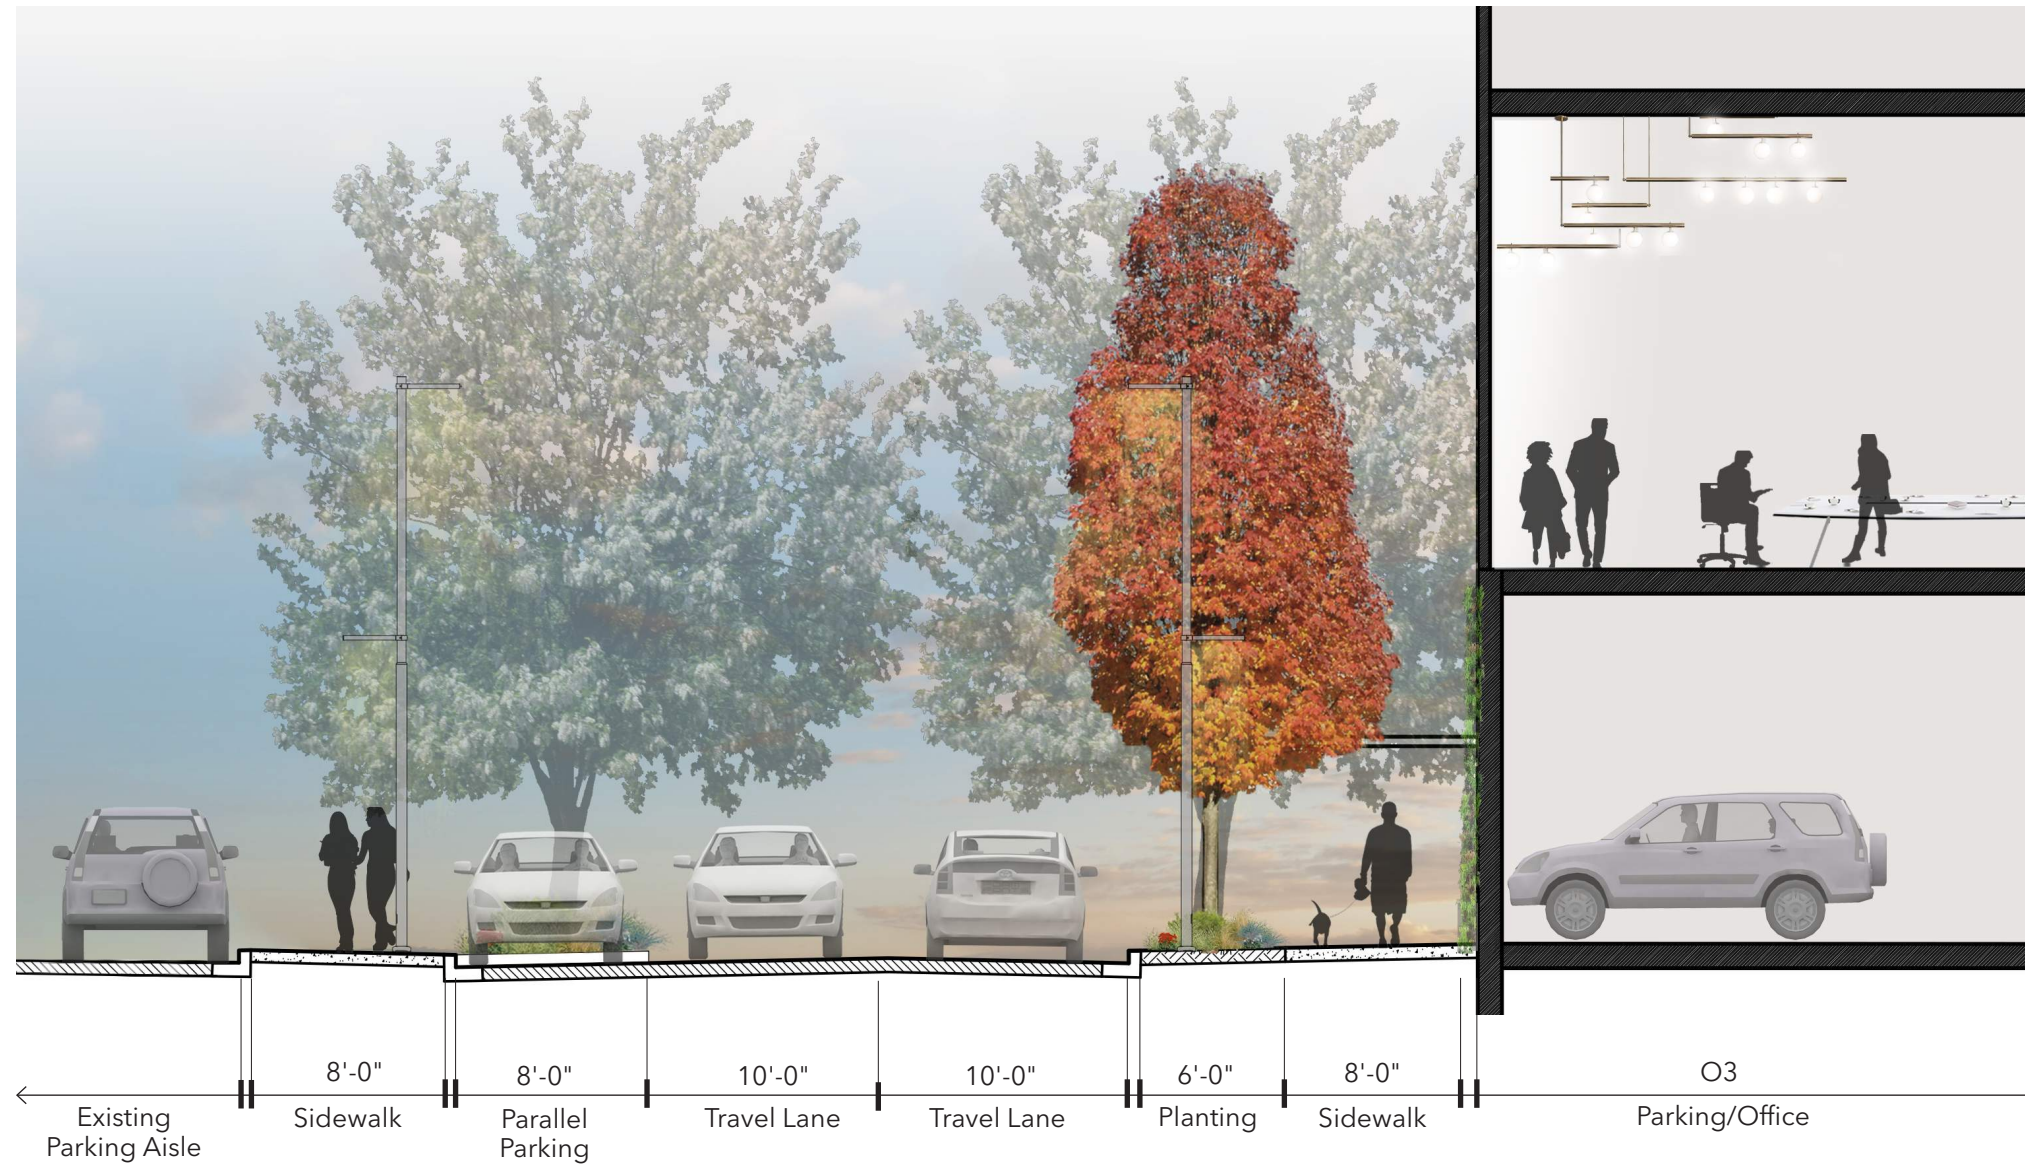 8'-0"
8'-0"
10'-0"
10'-0"
6'-0"
8'-0"
O3
Existing
Parking Aisle
Sidewalk
Parallel
Parking
Travel Lane
Travel Lane
Planting
Sidewalk
Parking/Office